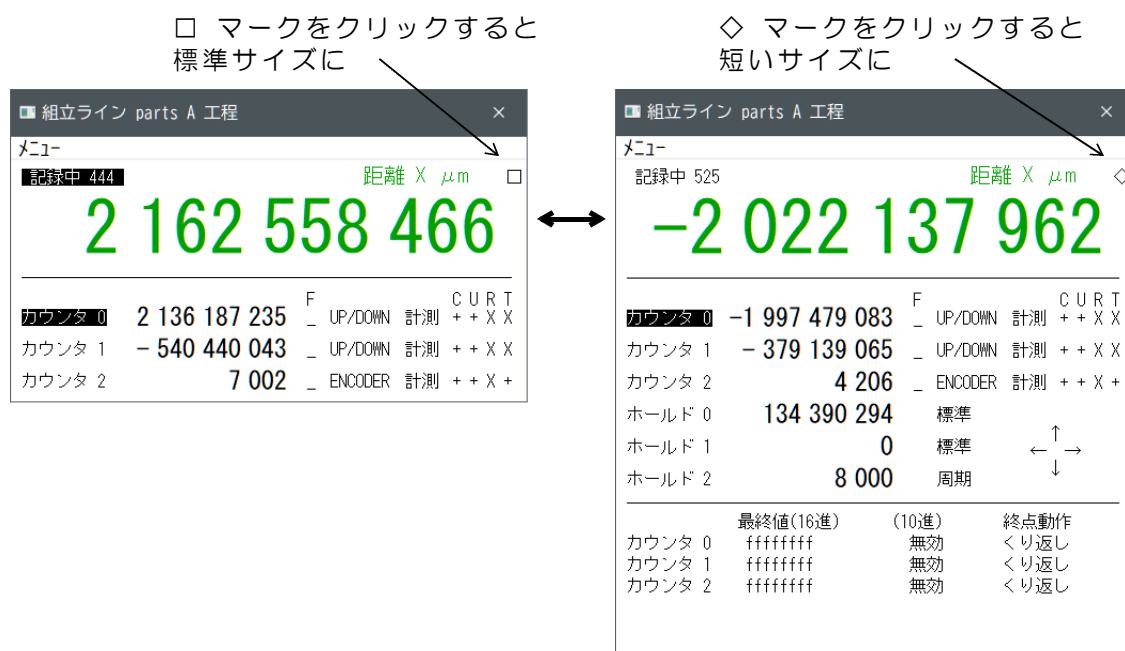 □ マークをクリックすると
標準サイズに
◇ マークをクリックすると
短いサイズに
組立ライン parts A 工程 ×
メニュー
記録中 444 距離 X μm □
2 162 558 466
F C U R T
カウンタ 0 2 136 187 235 _ UP/DOWN 計測 + + X X
カウンタ 1 - 540 440 043 _ UP/DOWN 計測 + + X X
カウンタ 2 7 002 _ ENCODER 計測 + + X +
組立ライン parts A 工程 ×
メニュー
記録中 525 距離 X μm ◇
-2 022 137 962
F C U R T
カウンタ 0 -1 997 479 083 _ UP/DOWN 計測 + + X X
カウンタ 1 - 379 139 065 _ UP/DOWN 計測 + + X X
カウンタ 2 4 206 _ ENCODER 計測 + + X +
ホールド 0 134 390 294 標準
ホールド 1 0 標準
ホールド 2 8 000 周期
↑
← →
↓
最終値(16進) (10進) 終点動作
カウンタ 0 ffffffff 無効 くり返し
カウンタ 1 ffffffff 無効 くり返し
カウンタ 2 ffffffff 無効 くり返し